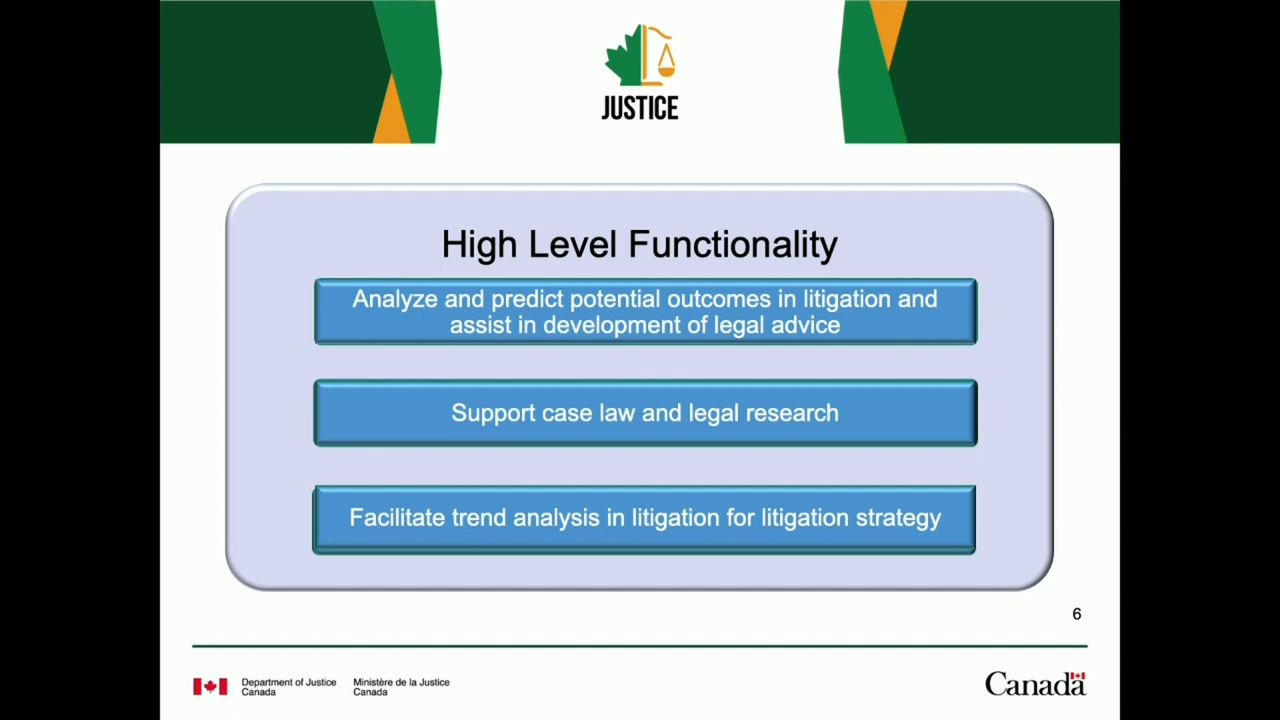 JUSTICE
High Level Functionality
Analyze and predict potential outcomes in litigation and
assist in development of legal advice
Support case law and legal research
Facilitate trend analysis in litigation for litigation strategy
6
Department of Justice
Canada
Ministère de la Justice
Canada
Canada